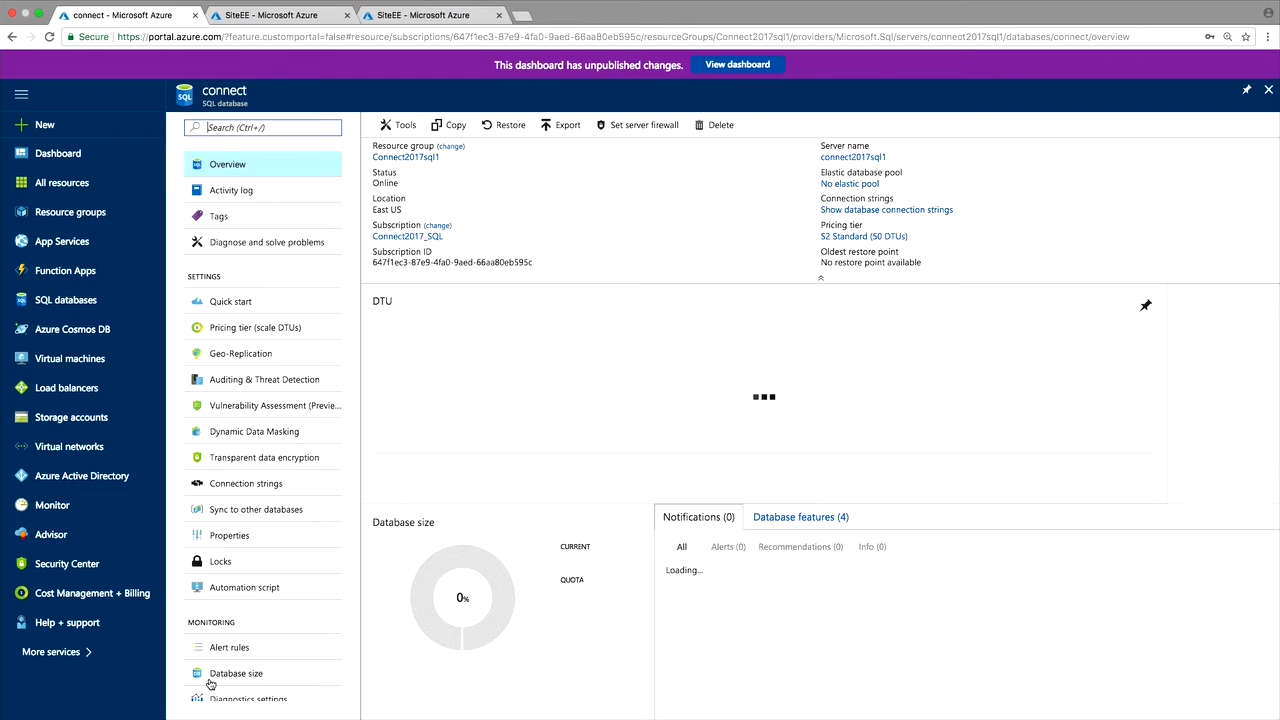 connect - Microsoft Azure
SiteEE - Microsoft Azure
SiteEE - Microsoft Azure
Secure
https://portal.azure.com/?feature.customportal=false#resource/subscriptions/647f1ec3-87e9-4fa0-9aed-66aa80eb595c/resourceGroups/Connect2017sql1/providers/Microsoft.Sql/servers/connect2017sql1/databases/connect/overview
This dashboard has unpublished changes.
View dashboard
connect
SQL
SQL database
New
Dashboard
All resources
Resource groups
App Services
Function Apps
SQL databases
Azure Cosmos DB
Virtual machines
Load balancers
Storage accounts
Virtual networks
Azure Active Directory
Monitor
Advisor
Security Center
Cost Management + Billing
Help + support
More services
Search (Ctrl+/)
Overview
Activity log
Tags
Diagnose and solve problems
SETTINGS
Quick start
Pricing tier (scale DTUs)
Geo-Replication
Auditing & Threat Detection
Vulnerability Assessment (Previe...
Dynamic Data Masking
Transparent data encryption
Connection strings
Sync to other databases
Properties
Locks
Automation script
MONITORING
Alert rules
Database size
Diagnostics settings
Tools
Copy
Restore
Export
Set server firewall
Delete
Resource group (change)
Connect2017sql1
Status
Online
Location
East US
Subscription (change)
Connect2017_SQL
Subscription ID
647f1ec3-87e9-4fa0-9aed-66aa80eb595c
Server name
connect2017sql1
Elastic database pool
No elastic pool
Connection strings
Show database connection strings
Pricing tier
S2 Standard (50 DTUs)
Oldest restore point
No restore point available
DTU
Database size
0%
CURRENT
QUOTA
Notifications (0)
Database features (4)
All
Alerts (0)
Recommendations (0)
Info (0)
Loading...